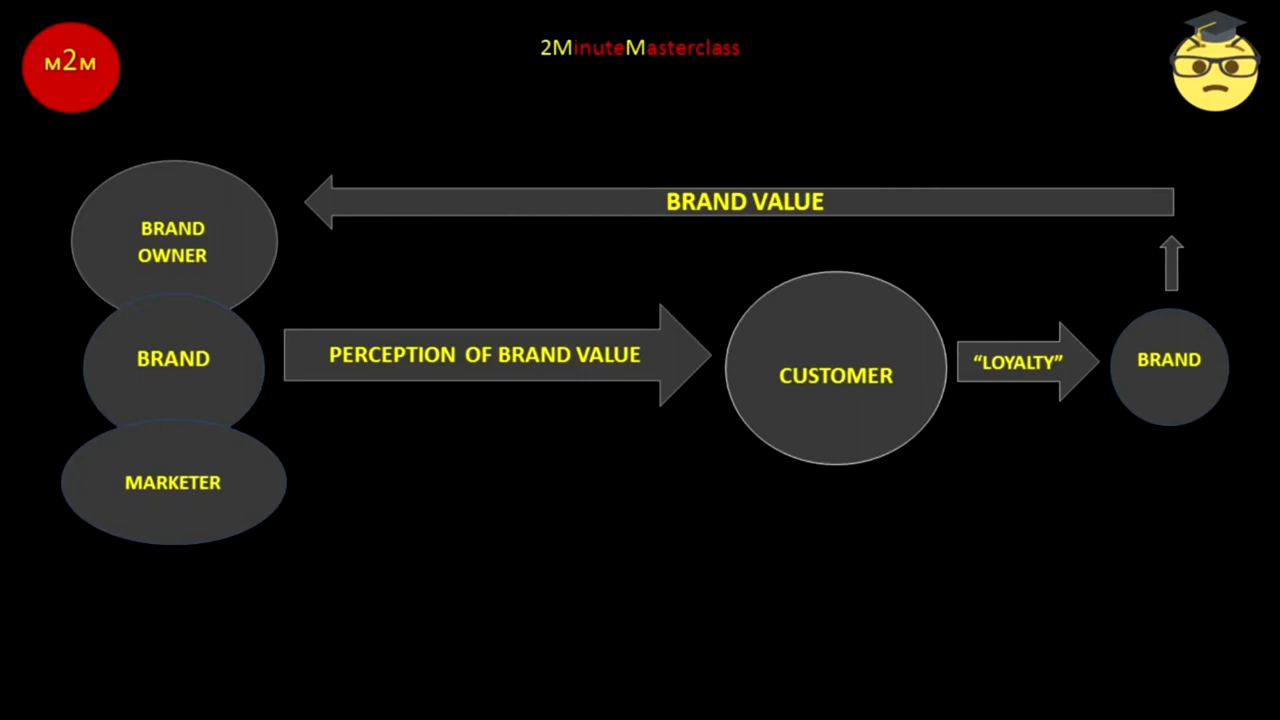 M2M
2MinuteMasterclass
BRAND VALUE
BRAND
OWNER
BRAND
PERCEPTION OF BRAND VALUE
CUSTOMER
“LOYALTY”
BRAND
MARKETER